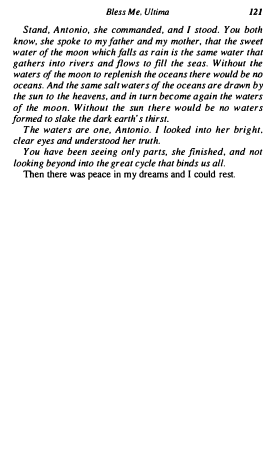 Bless Me, Ultima 121
Stand, Antonio, she commanded, and I stood. You both
know, she spoke to my father and my mother, that the sweet
water of the moon which falls as rain is the same water that
gathers into rivers and flows to fill the seas. Without the
waters of the moon to replenish the oceans there would be no
oceans. And the same salt waters of the oceans are drawn by
the sun to the heavens, and in turn become again the waters
of the moon. Without the sun there would be no waters
formed to slake the dark earth's thirst.
The waters are one, Antonio. I looked into her bright,
clear eyes and understood her truth.
You have been seeing only parts, she finished, and not
looking beyond into the great cycle that binds us all.
Then there was peace in my dreams and I could rest.